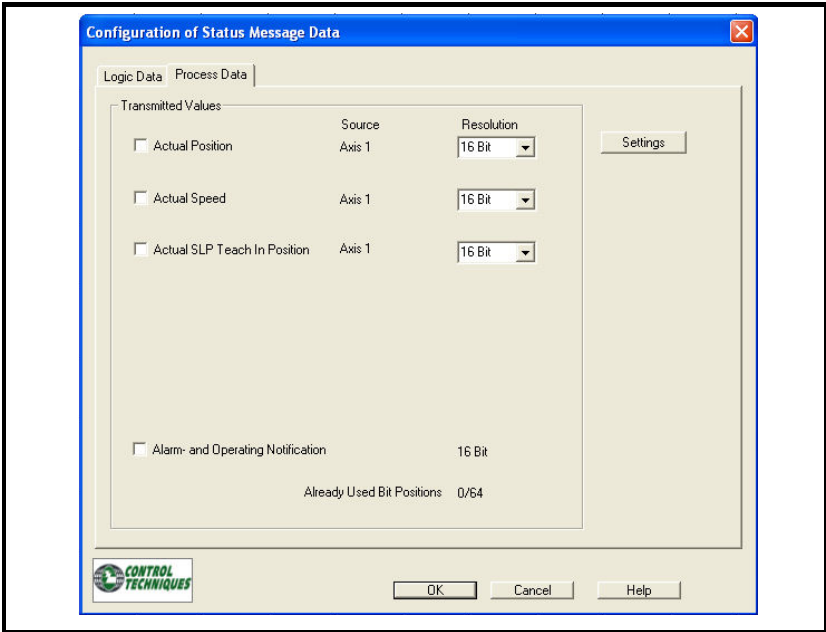 Configuration of Status Message Data
Logic Data Process Data
Transmitted Values
Source Resolution
Actual Position Axis 1 16 Bit
Settings
Actual Speed Axis 1 16 Bit
Actual SLP Teach In Position Axis 1 16 Bit
Alarm- and Operating Notification 16 Bit
Already Used Bit Positions 0/64
CONTROL
TECHNIQUES
OK Cancel Help